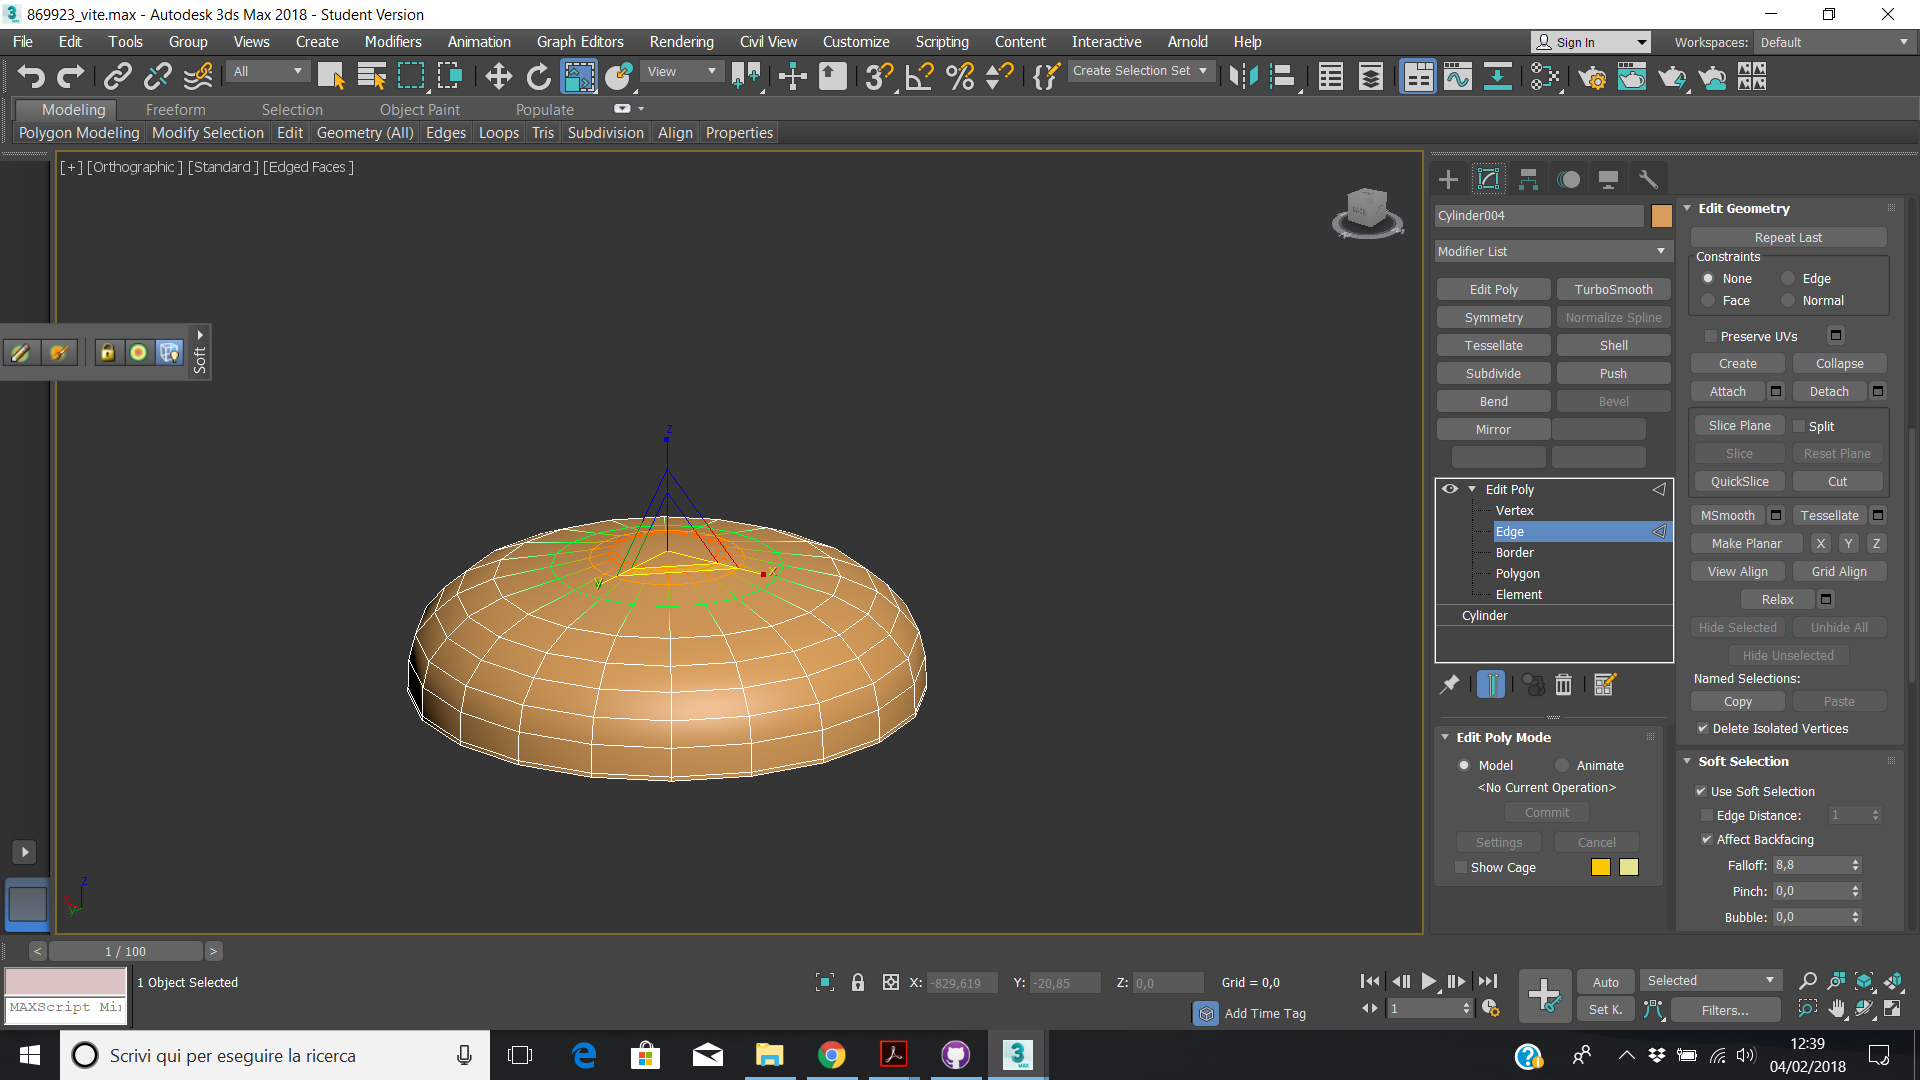 869923_vite.max - Autodesk 3ds Max 2018 - Student Version
File Edit Tools Group Views Create Modifiers Animation Graph Editors Rendering Civil View Customize Scripting Content Interactive Arnold Help
Sign In Workspaces: Default
All View Create Selection Set
Modeling Freeform Selection Object Paint Populate
Polygon Modeling Modify Selection Edit Geometry (All) Edges Loops Tris Subdivision Align Properties
[+] [Orthographic ] [Standard ] [Edged Faces ]
BACK
Soft
z
y
x
z
x
y
Cylinder004
Modifier List
Edit Poly TurboSmooth
Symmetry Normalize Spline
Tessellate Shell
Subdivide Push
Bend Bevel
Mirror
Edit Poly
Vertex
Edge
Border
Polygon
Element
Cylinder
Edit Poly Mode
Model Animate
<No Current Operation>
Commit
Settings Cancel
Show Cage
Edit Geometry
Repeat Last
Constraints
None Edge
Face Normal
Preserve UVs
Create Collapse
Attach Detach
Slice Plane Split
Slice Reset Plane
QuickSlice Cut
MSmooth Tessellate
Make Planar X Y Z
View Align Grid Align
Relax
Hide Selected Unhide All
Hide Unselected
Named Selections:
Copy Paste
Delete Isolated Vertices
Soft Selection
Use Soft Selection
Edge Distance: 1
Affect Backfacing
Falloff: 8,8
Pinch: 0,0
Bubble: 0,0
< 1 / 100 >
1 Object Selected
MAXScript Mi
X: -829,619 Y: -20,85 Z: 0,0 Grid = 0,0
Add Time Tag
1
Auto Selected
Set K. Filters...
Scrivi qui per eseguire la ricerca
3
MAX
12:39
04/02/2018